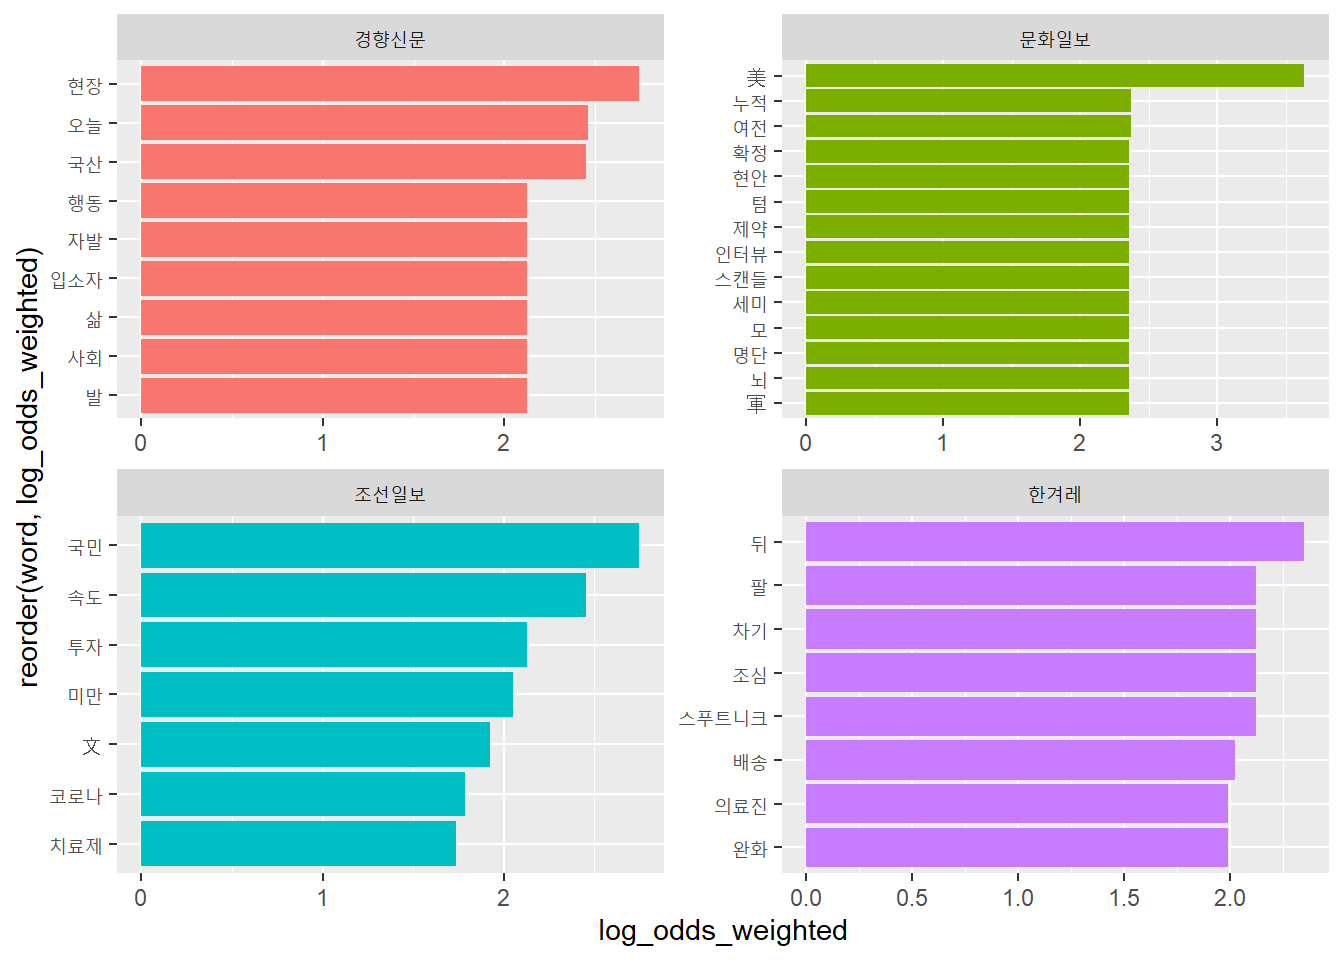 경향신문
현장
오늘
국산
행동
자발
입소자
삶
사회
발
0 1 2
문화일보
美
누적
여전
확정
현안
텀
제약
인터뷰
스캔들
세미
모
명단
뇌
軍
0 1 2 3
조선일보
국민
속도
투자
미만
文
코로나
치료제
0 1 2
한겨레
뒤
팔
차기
조심
스푸트니크
배송
의료진
완화
0.0 0.5 1.0 1.5 2.0
log_odds_weighted
reorder(word, log_odds_weighted)